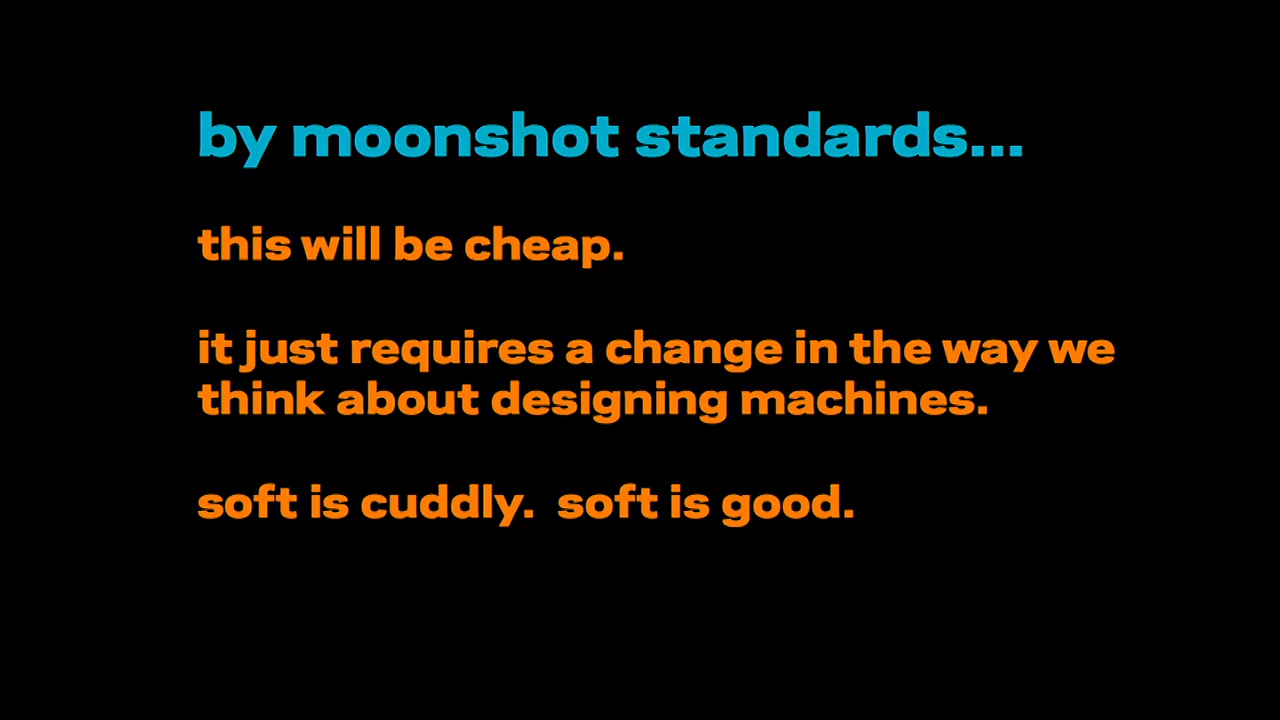 by moonshot standards...
this will be cheap.
it just requires a change in the way we
think about designing machines.
soft is cuddly.  soft is good.